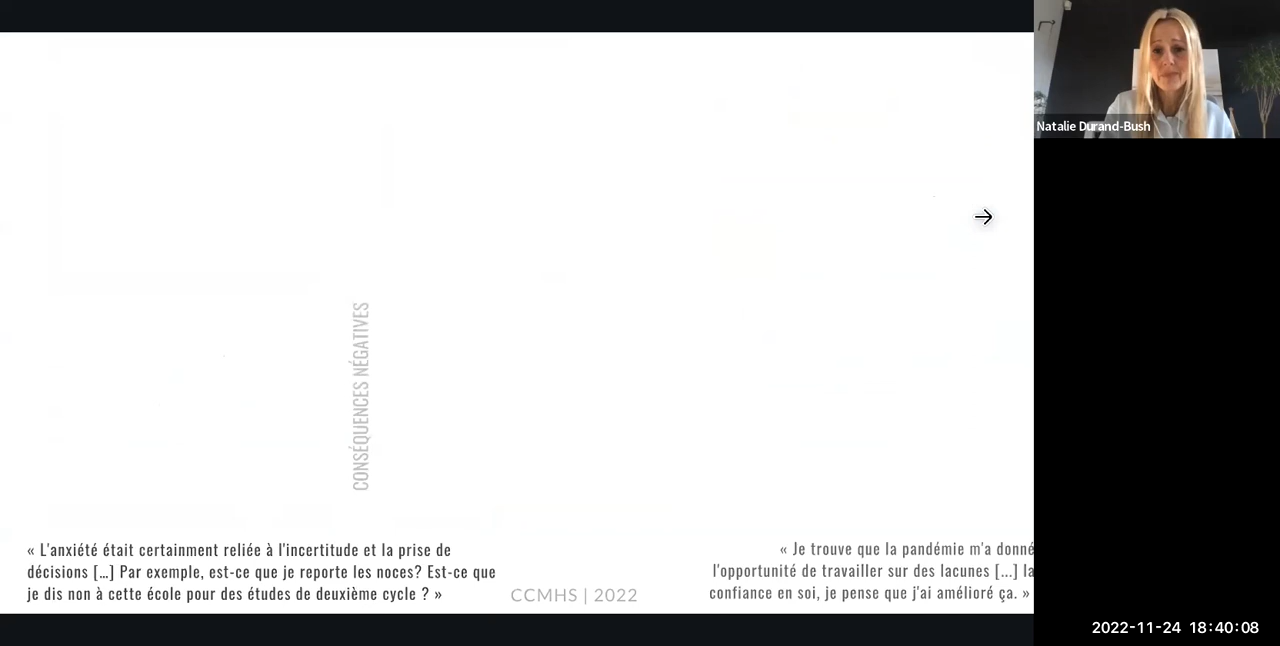 Natalie Durand-Bush
CONSÉQUENCES NÉGATIVES
« L'anxiété était certainement reliée à l'incertitude et la prise de
décisions [...] Par exemple, est-ce que je reporte les noces? Est-ce que
je dis non à cette école pour des études de deuxième cycle ? »
CCMHS | 2022
« Je trouve que la pandémie m'a donné
l'opportunité de travailler sur des lacunes [...] la
confiance en soi, je pense que j'ai amélioré ça. »
2022-11-24 18:40:08